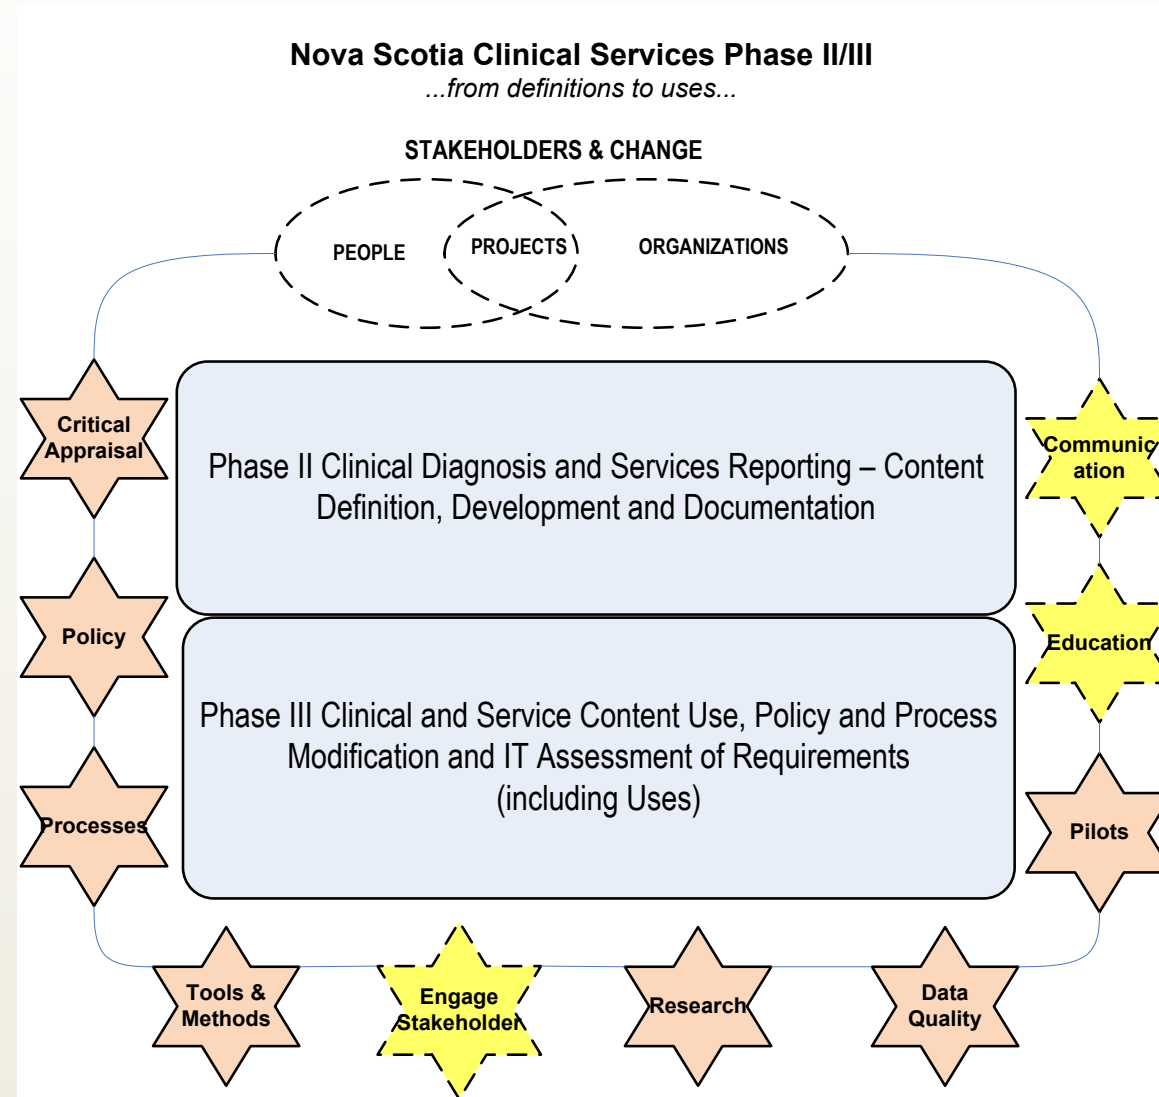 Nova Scotia Clinical Services Phase II/III
...from definitions to uses...
STAKEHOLDERS & CHANGE
PEOPLE
PROJECTS
ORGANIZATIONS
Critical
Appraisal
Phase II Clinical Diagnosis and Services Reporting – Content
Definition, Development and Documentation
Communic
ation
Policy
Education
Phase III Clinical and Service Content Use, Policy and Process
Modification and IT Assessment of Requirements
(including Uses)
Processes
Pilots
Tools &
Methods
Engage
Stakeholder
Research
Data
Quality